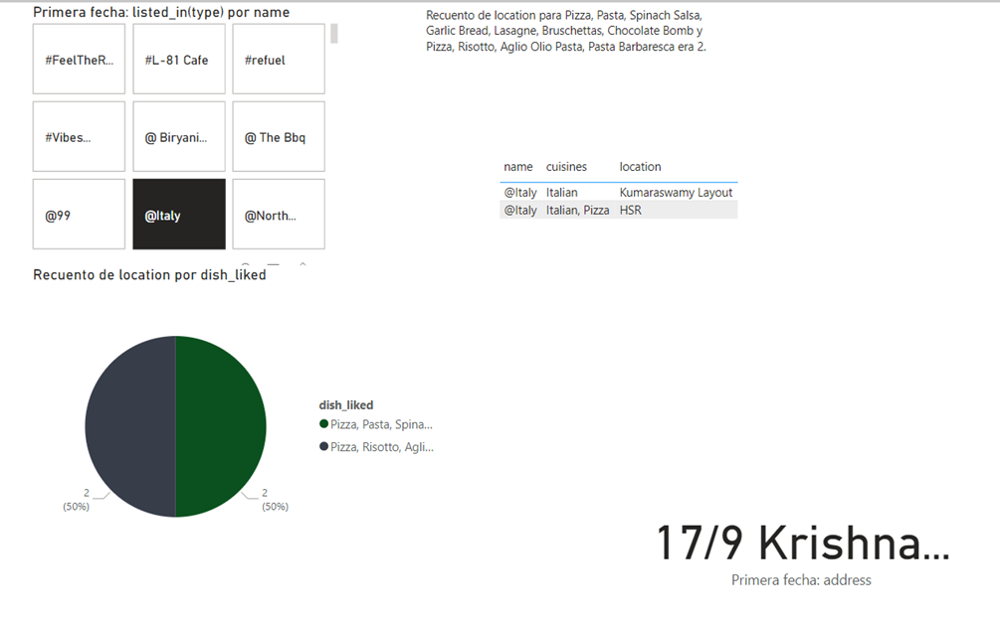 Primera fecha: listed_in(type) por name
#FeelTheR...
#L-81 Cafe
#refuel
#Vibes...
@ Biryani...
@ The Bbq
@99
@Italy
@North...
Recuento de location para Pizza, Pasta, Spinach Salsa,
Garlic Bread, Lasagne, Bruschettas, Chocolate Bomb y
Pizza, Risotto, Aglio Olio Pasta, Pasta Barbaresca era 2.
name cuisines location
@Italy Italian Kumaraswamy Layout
@Italy Italian, Pizza HSR
Recuento de location por dish_liked
2
(50%)
2
(50%)
dish_liked
Pizza, Pasta, Spina...
Pizza, Risotto, Agli...
17/9 Krishna...
Primera fecha: address